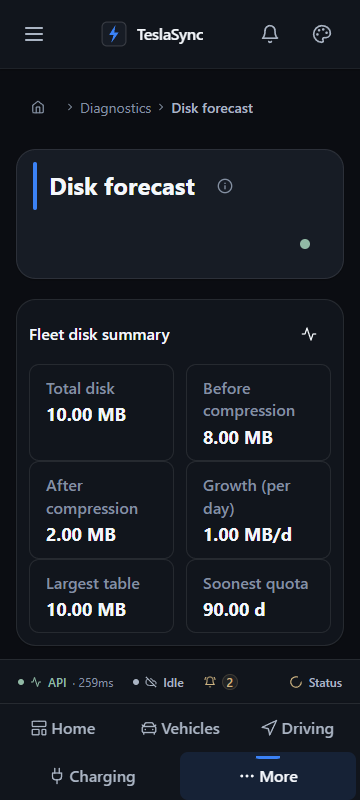 TeslaSync
Diagnostics
Disk forecast
Disk forecast
Fleet disk summary
Total disk
10.00 MB
Before
compression
8.00 MB
After
compression
2.00 MB
Growth (per
day)
1.00 MB/d
Largest table
10.00 MB
Soonest quota
90.00 d
API · 259ms
Idle
2
Status
Home
Vehicles
Driving
Charging
More